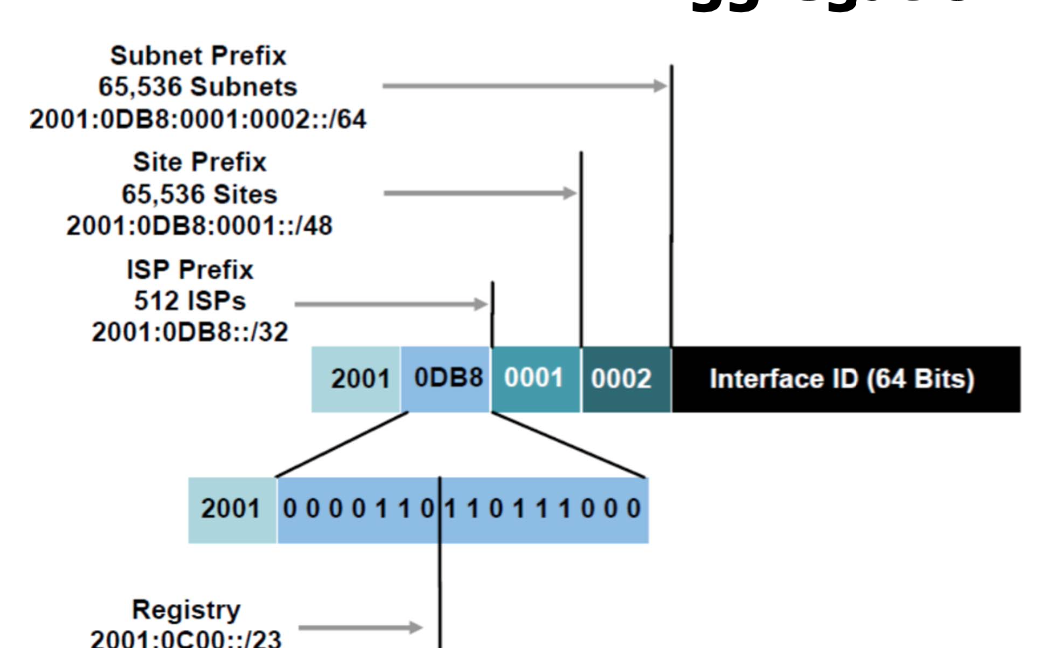 Subnet Prefix
65,536 Subnets
2001:0DB8:0001:0002::/64
Site Prefix
65,536 Sites
2001:0DB8:0001::/48
ISP Prefix
512 ISPs
2001:0DB8::/32
2001 0DB8 0001 0002 Interface ID (64 Bits)
2001 0 0 0 0 1 1 0 1 1 0 1 1 1 0 0 0
Registry
2001:0C00::/23